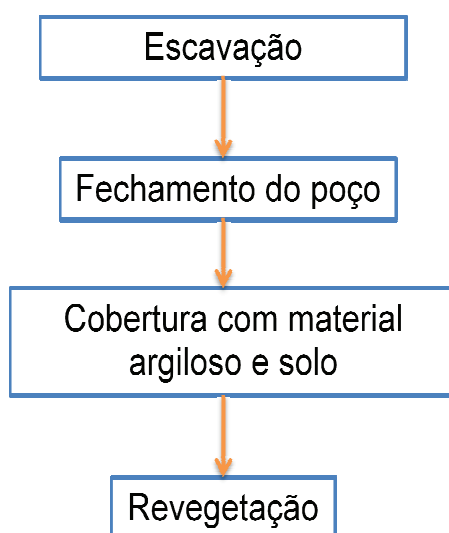 Escavação
Fechamento do poço
Cobertura com material
argiloso e solo
Revegetação